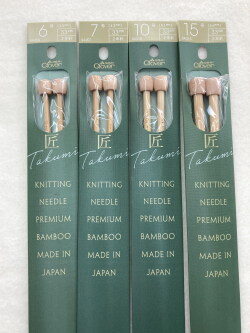 6
7
10
15
Clover
Clover
Clover
Clover
匠
匠
匠
匠
Takumi
Takumi
Takumi
Takumi
KNITTING
NEEDLE
PREMIUM
BAMBOO
MADE IN
JAPAN
KNITTING
NEEDLE
PREMIUM
BAMBOO
MADE IN
JAPAN
KNITTING
NEEDLE
PREMIUM
BAMBOO
MADE IN
JAPAN
KNITTING
NEEDLE
PREMIUM
BAMBOO
MADE IN
JAPAN